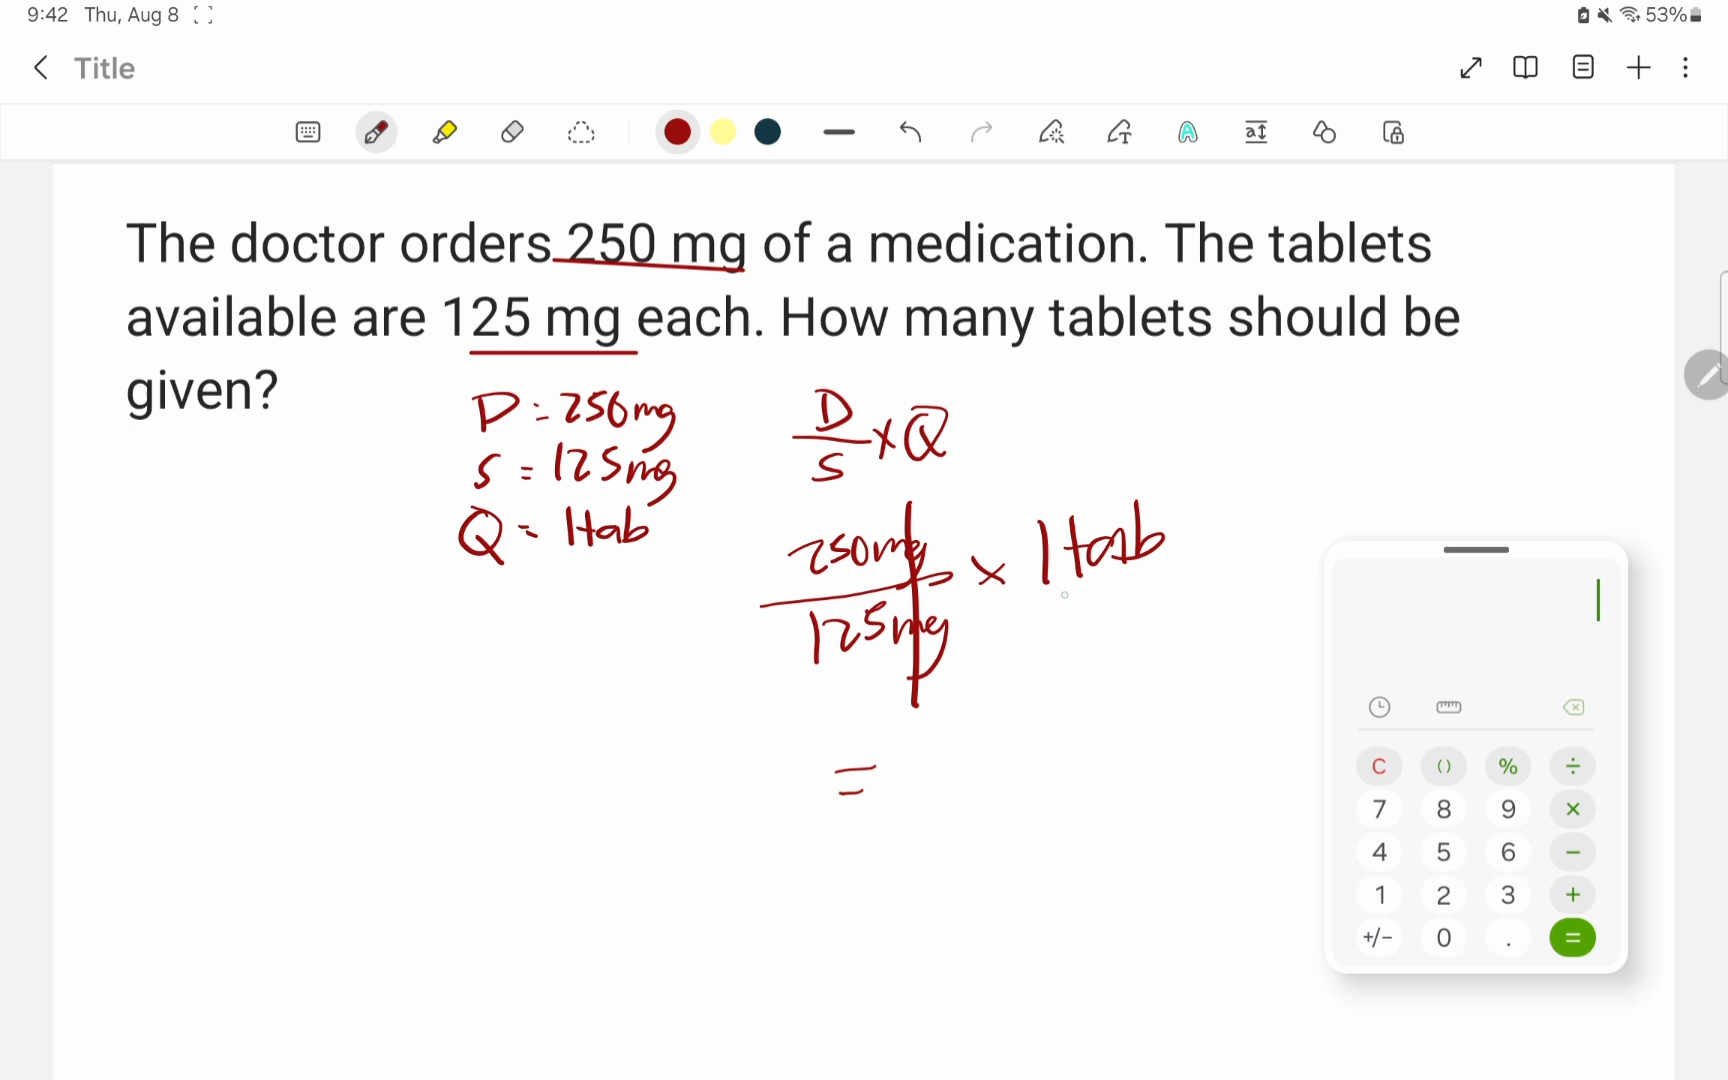 9:42 Thu, Aug 8 53%
Title
The doctor orders 250 mg of a medication. The tablets
available are 125 mg each. How many tablets should be
given?
D = 250mg
S = 125mg
Q = 1tab
D
— x Q
S
250mg
— x 1tab
125mg
=
C () % ÷
7 8 9 ×
4 5 6 −
1 2 3 +
+/− 0 . =